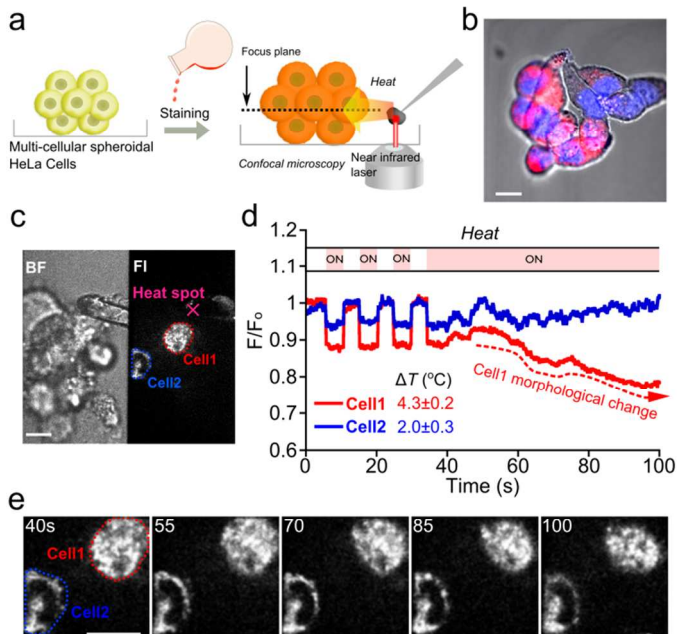 a
Staining
Multi-cellular spheroidal
HeLa Cells
Focus plane
Heat
Confocal microscopy
Near infrared
laser
b
c
BF
FI
Heat spot
Cell1
Cell2
d
Heat
ON
ON
ON
ON
1.2
1.1
1
0.9
0.8
0.7
0.6
F/Fo
ΔT (°C)
Cell1 4.3±0.2
Cell2 2.0±0.3
Cell1 morphological change
0 20 40 60 80 100
Time (s)
e
40s
Cell1
Cell2
55
70
85
100